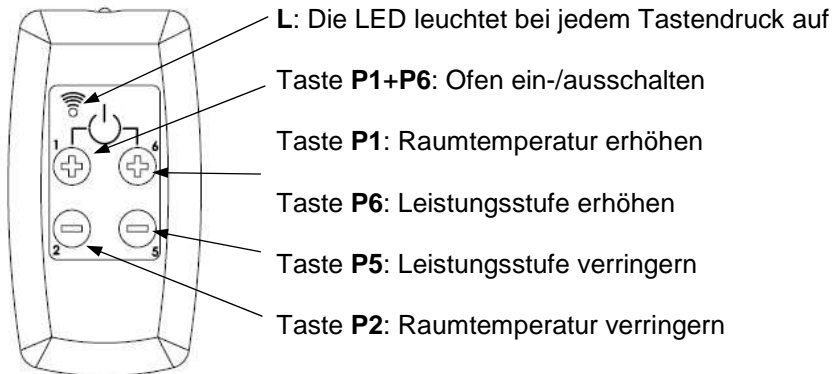 L: Die LED leuchtet bei jedem Tastendruck auf
Taste P1+P6: Ofen ein-/ausschalten
Taste P1: Raumtemperatur erhöhen
Taste P6: Leistungsstufe erhöhen
Taste P5: Leistungsstufe verringern
Taste P2: Raumtemperatur verringern
1 6
2 5